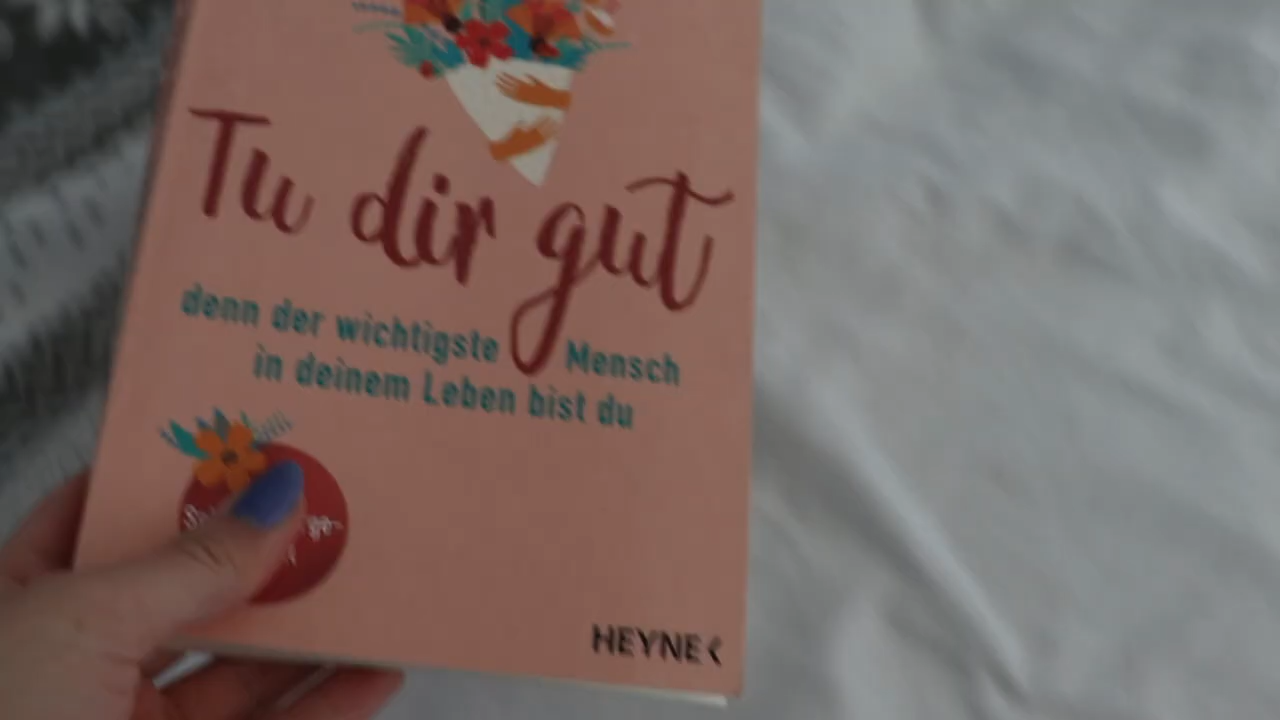 Tu dir gut
denn der wichtigste Mensch
in deinem Leben bist du
HEYNE